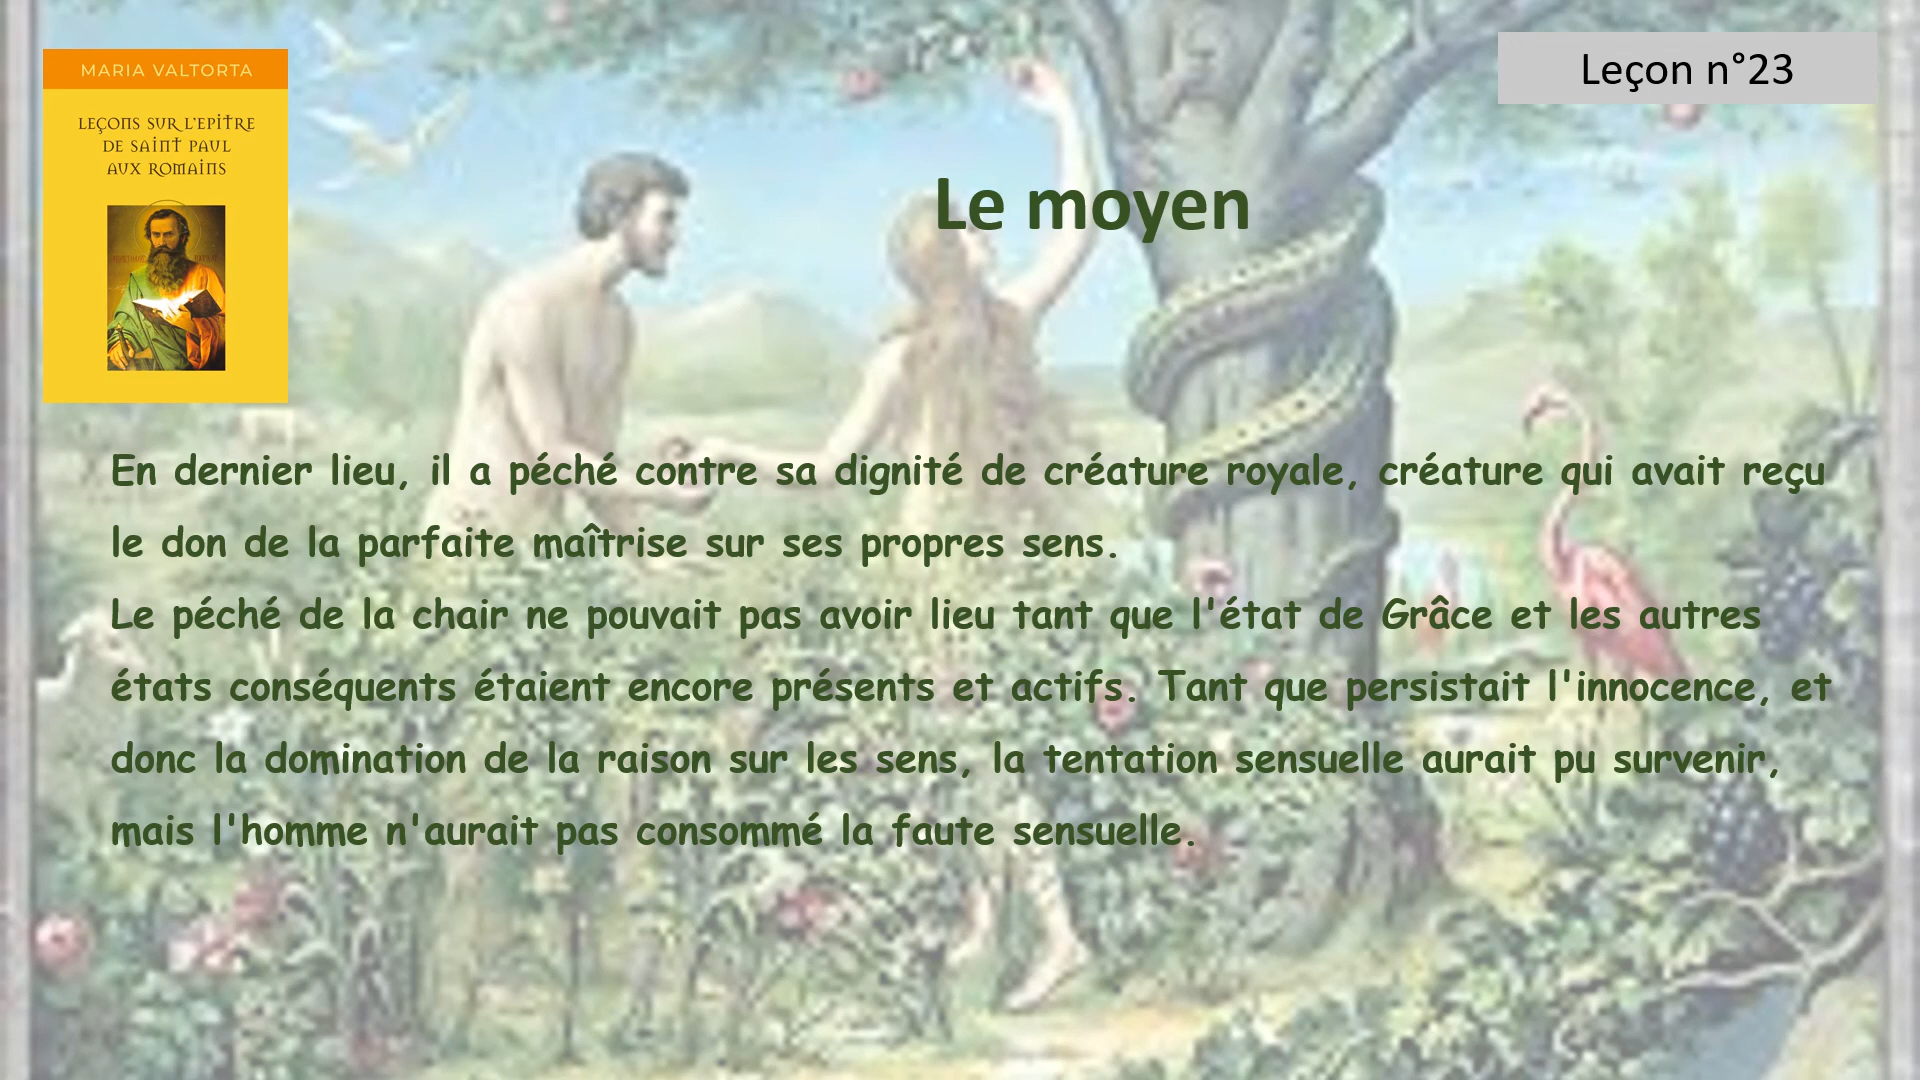 MARIA VALTORTA
LEÇONS SUR L'EPITRE
DE SAINT PAUL
AUX ROMAINS
Leçon n°23
Le moyen
En dernier lieu, il a péché contre sa dignité de créature royale, créature qui avait reçu
le don de la parfaite maîtrise sur ses propres sens.
Le péché de la chair ne pouvait pas avoir lieu tant que l'état de Grâce et les autres
états conséquents étaient encore présents et actifs. Tant que persistait l'innocence, et
donc la domination de la raison sur les sens, la tentation sensuelle aurait pu survenir,
mais l'homme n'aurait pas consommé la faute sensuelle.